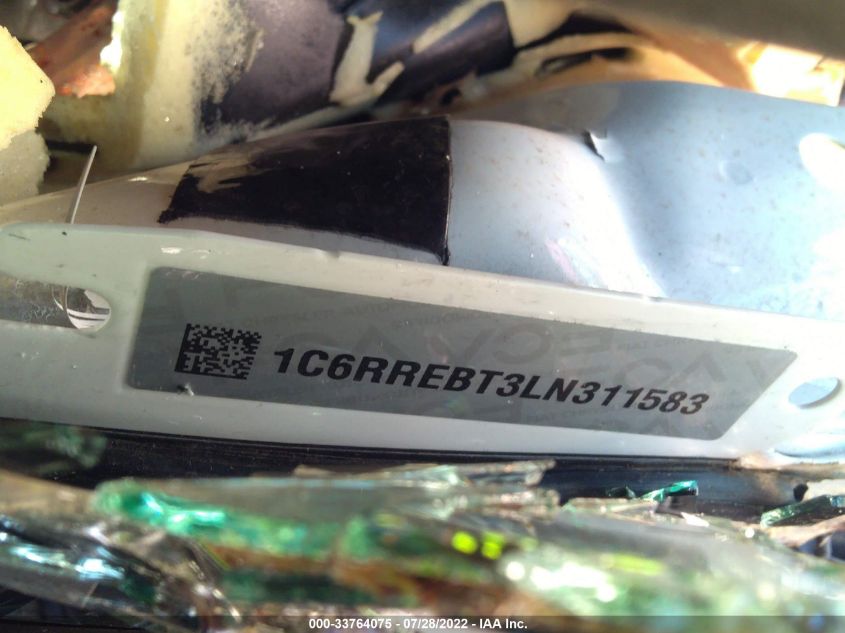 1C6RREBT3LN311583
000-33764075 - 07/28/2022 - IAA Inc.